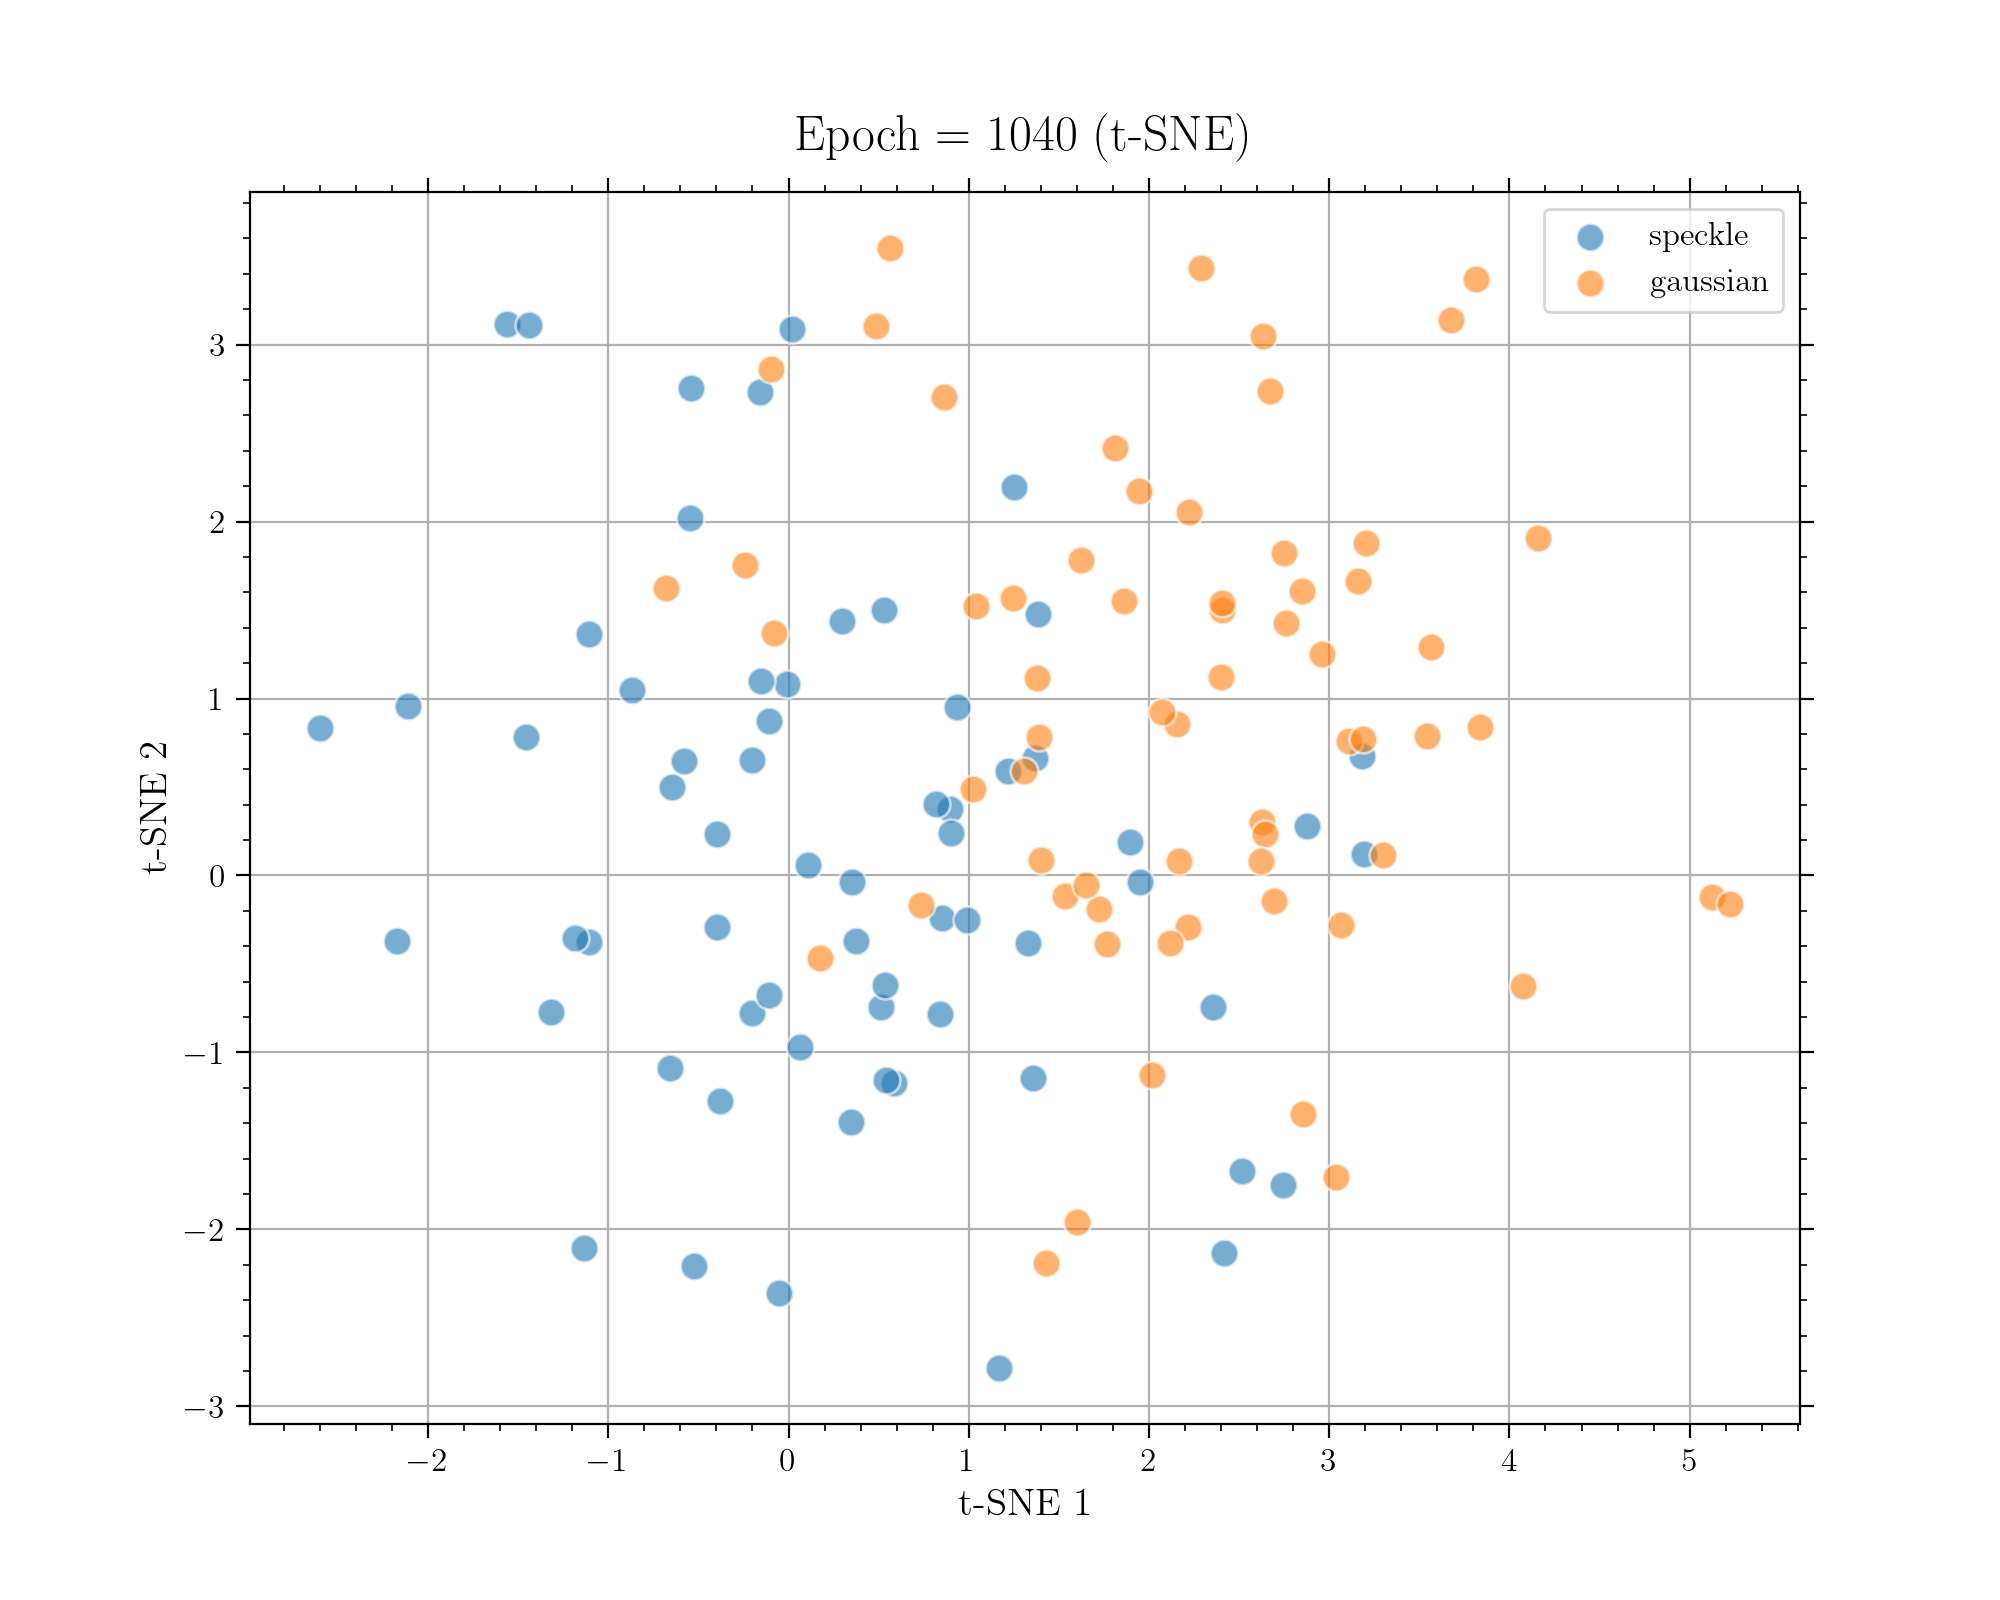 Epoch = 1040 (t-SNE)
speckle
gaussian
3
2
1
0
−1
−2
−3
t-SNE 2
−2 −1 0 1 2 3 4 5
t-SNE 1